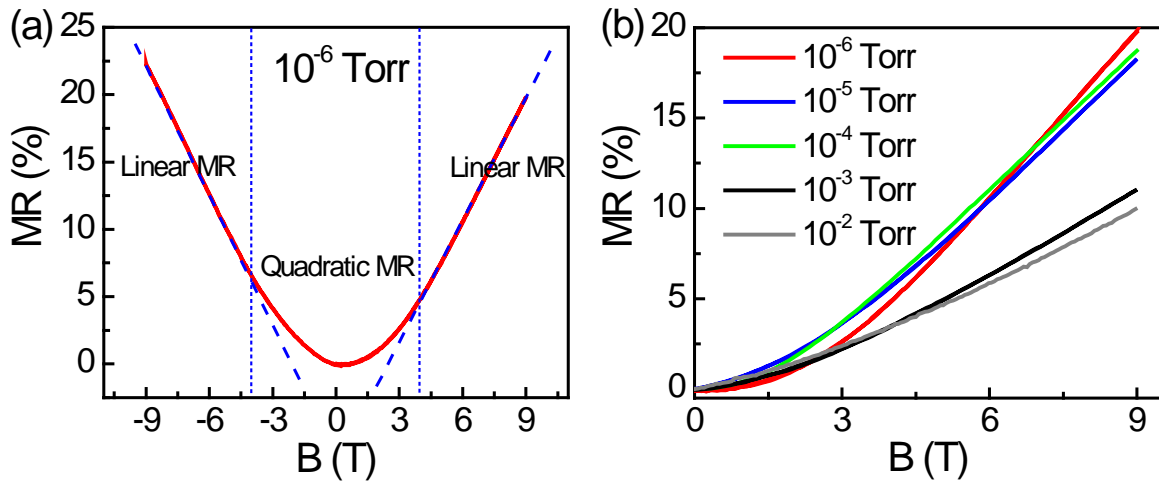 (a)
25
20
15
10
5
0
MR (%)
10⁻⁶ Torr
Linear MR
Linear MR
Quadratic MR
-9 -6 -3 0 3 6 9
B (T)
(b)
20
15
10
5
0
MR (%)
10⁻⁶ Torr
10⁻⁵ Torr
10⁻⁴ Torr
10⁻³ Torr
10⁻² Torr
0 3 6 9
B (T)